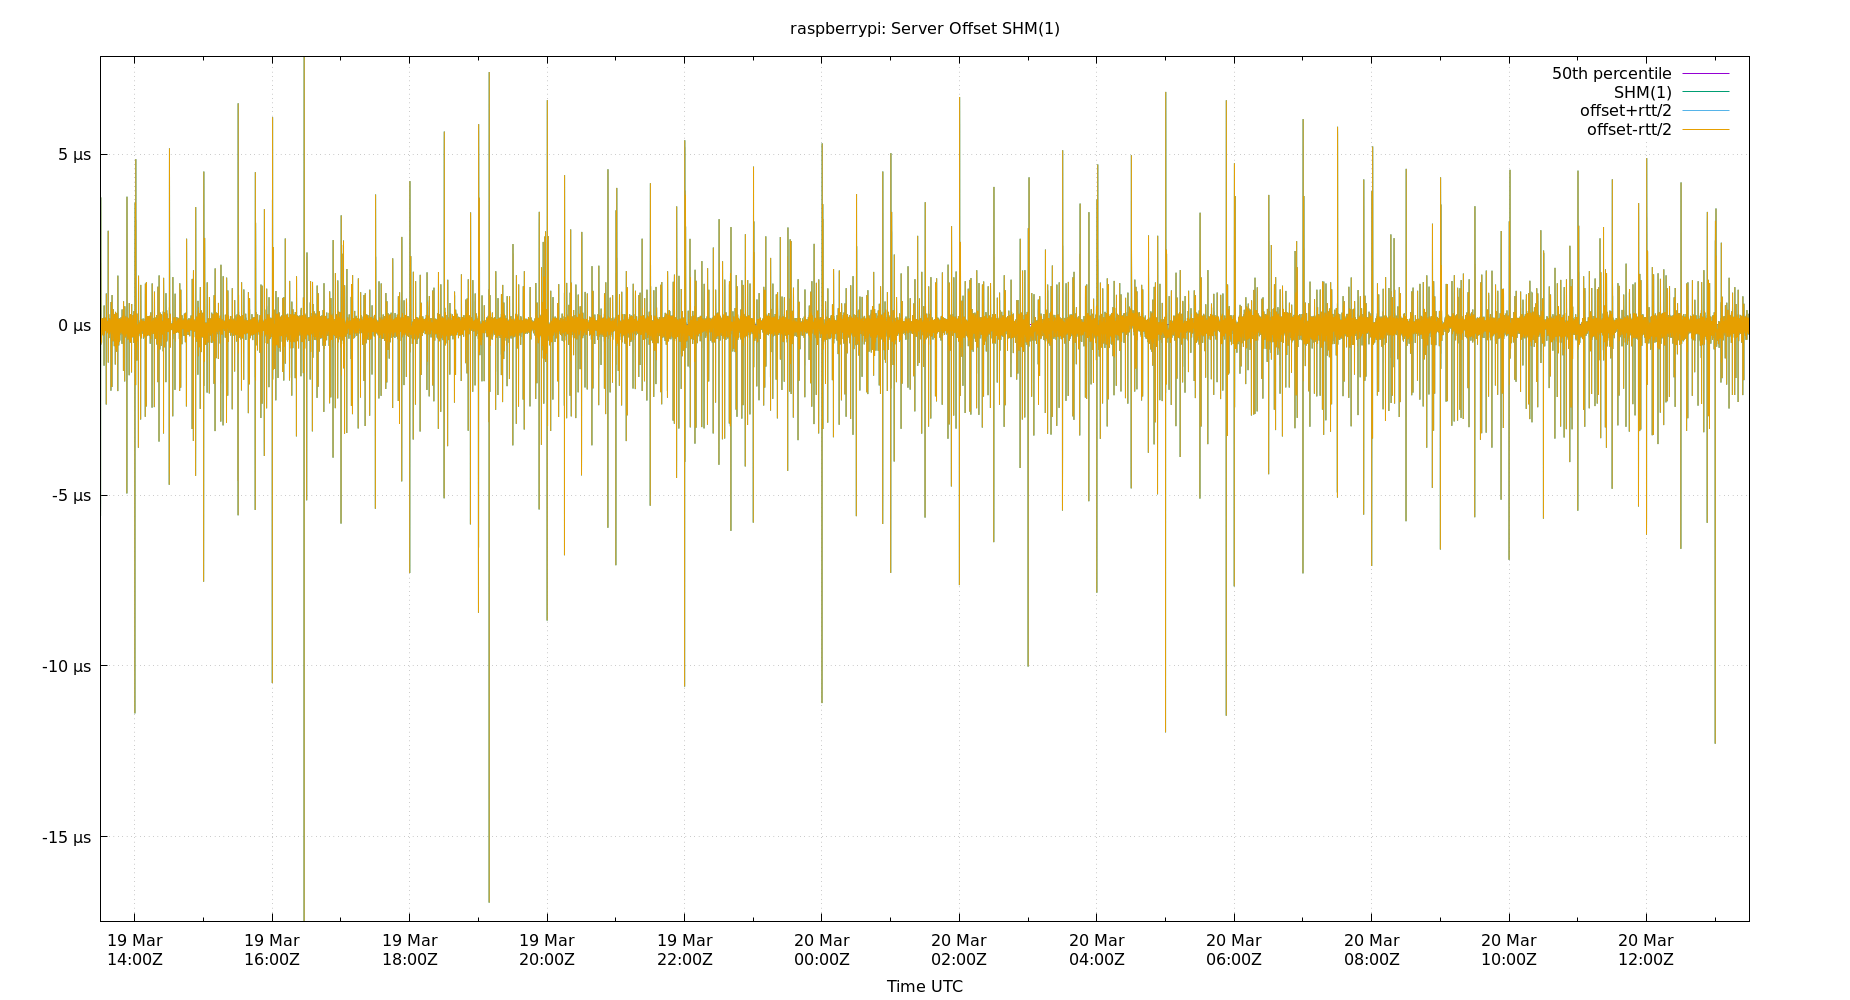 raspberrypi: Server Offset SHM(1)
50th percentile
SHM(1)
offset+rtt/2
offset-rtt/2
5 µs
0 µs
-5 µs
-10 µs
-15 µs
19 Mar 19 Mar 19 Mar 19 Mar 19 Mar 20 Mar 20 Mar 20 Mar 20 Mar 20 Mar 20 Mar 20 Mar
14:00Z 16:00Z 18:00Z 20:00Z 22:00Z 00:00Z 02:00Z 04:00Z 06:00Z 08:00Z 10:00Z 12:00Z
Time UTC